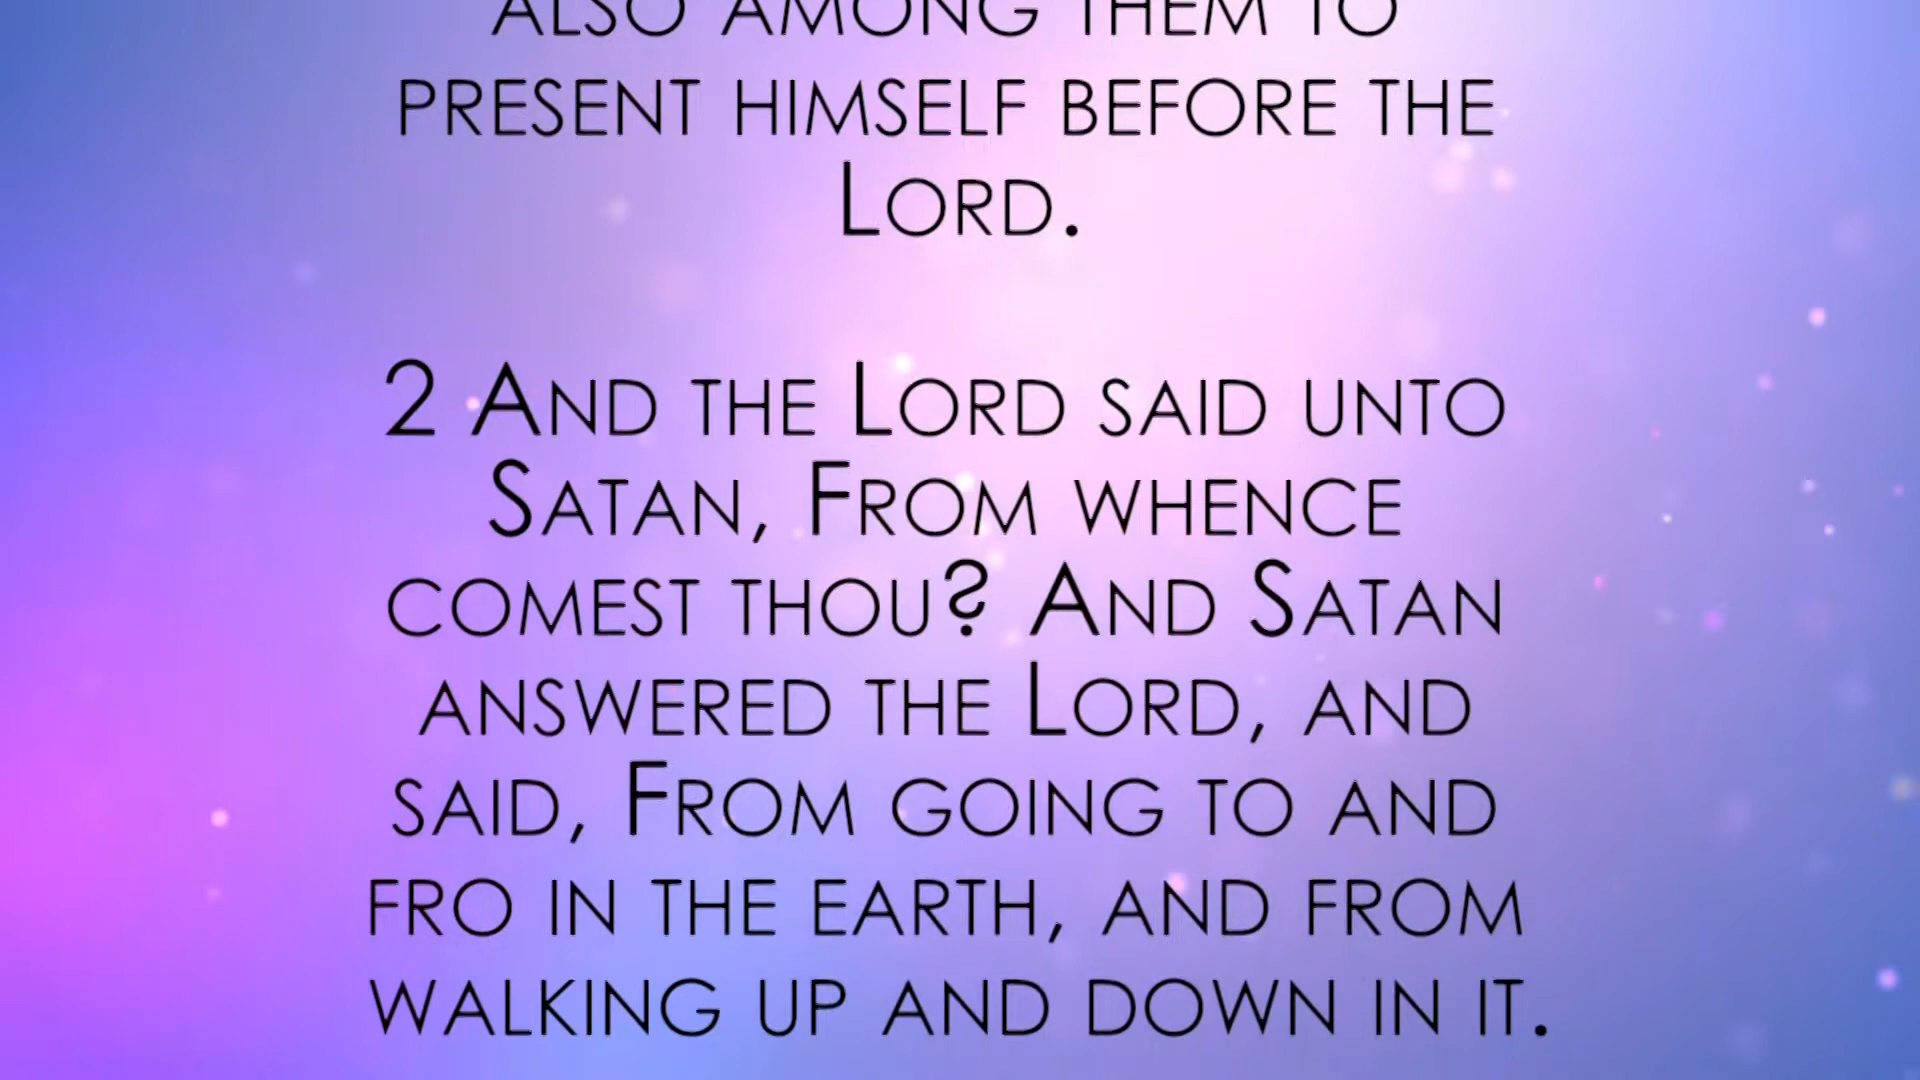 ALSO AMONG THEM TO
PRESENT HIMSELF BEFORE THE
LORD.
2 AND THE LORD SAID UNTO
SATAN, FROM WHENCE
COMEST THOU? AND SATAN
ANSWERED THE LORD, AND
SAID, FROM GOING TO AND
FRO IN THE EARTH, AND FROM
WALKING UP AND DOWN IN IT.